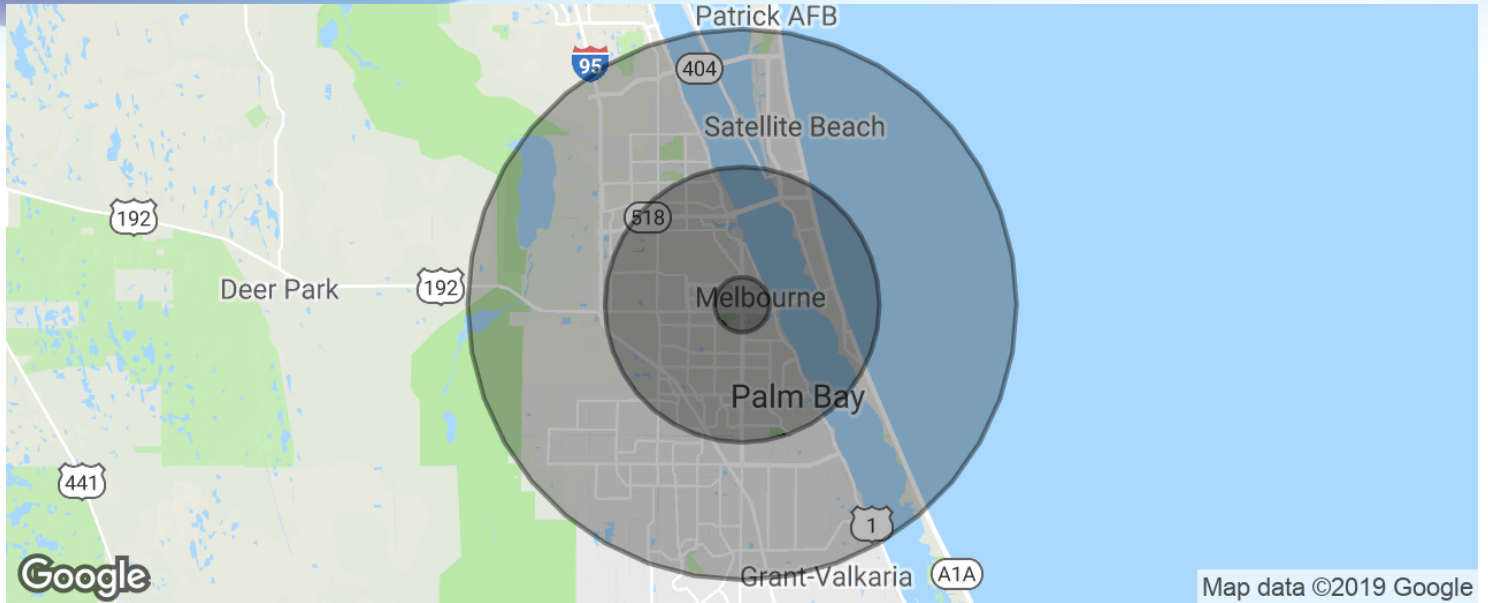 Patrick AFB
95
404
Satellite Beach
192
518
Deer Park
192
Melbourne
Palm Bay
441
1
Google
Grant-Valkaria
A1A
Map data ©2019 Google